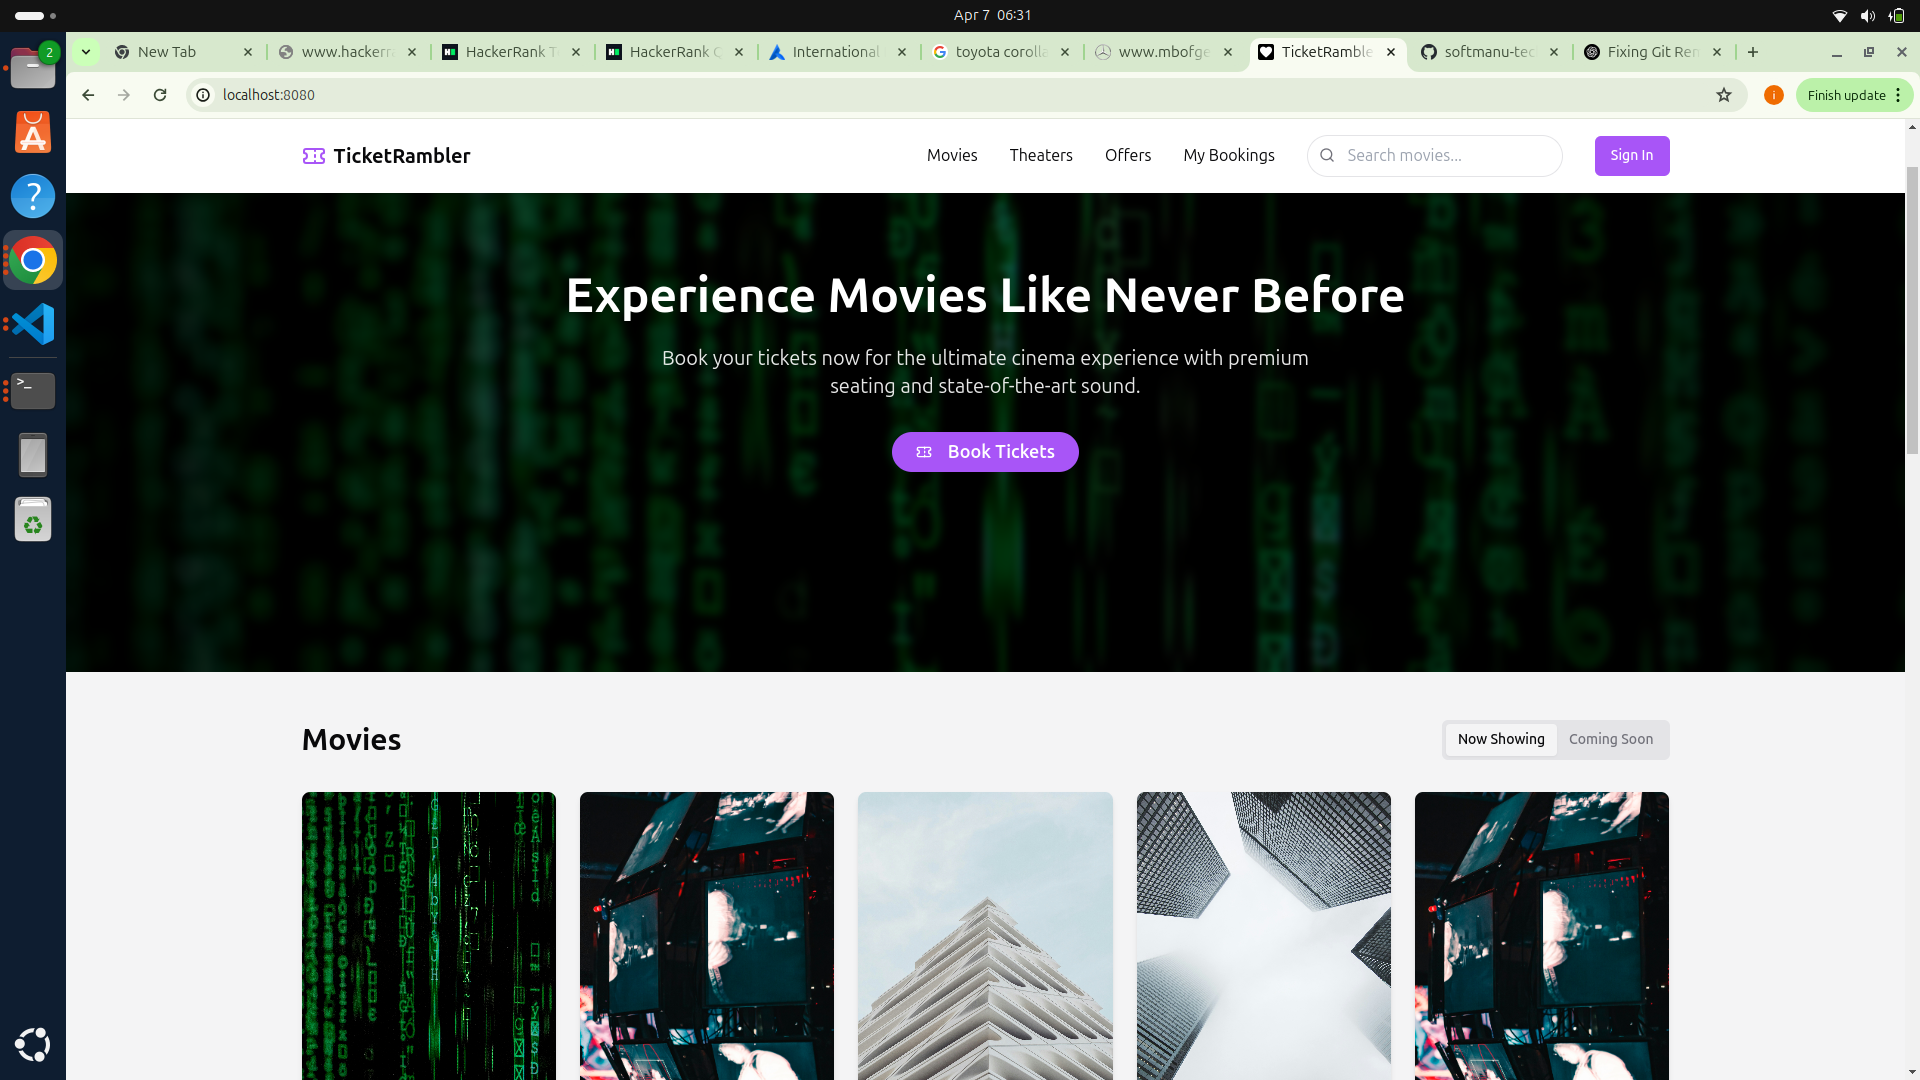 Apr 7 06:31
2
New Tab
www.hackerra
HackerRank T
HackerRank
International
toyota corolla
www.mbofge
TicketRamble
softmanu-tec
Fixing Git Rem
localhost:8080
i
Finish update
TicketRambler
Movies
Theaters
Offers
My Bookings
Search movies...
Sign In
Experience Movies Like Never Before
Book your tickets now for the ultimate cinema experience with premium
seating and state-of-the-art sound.
Book Tickets
Movies
Now Showing
Coming Soon